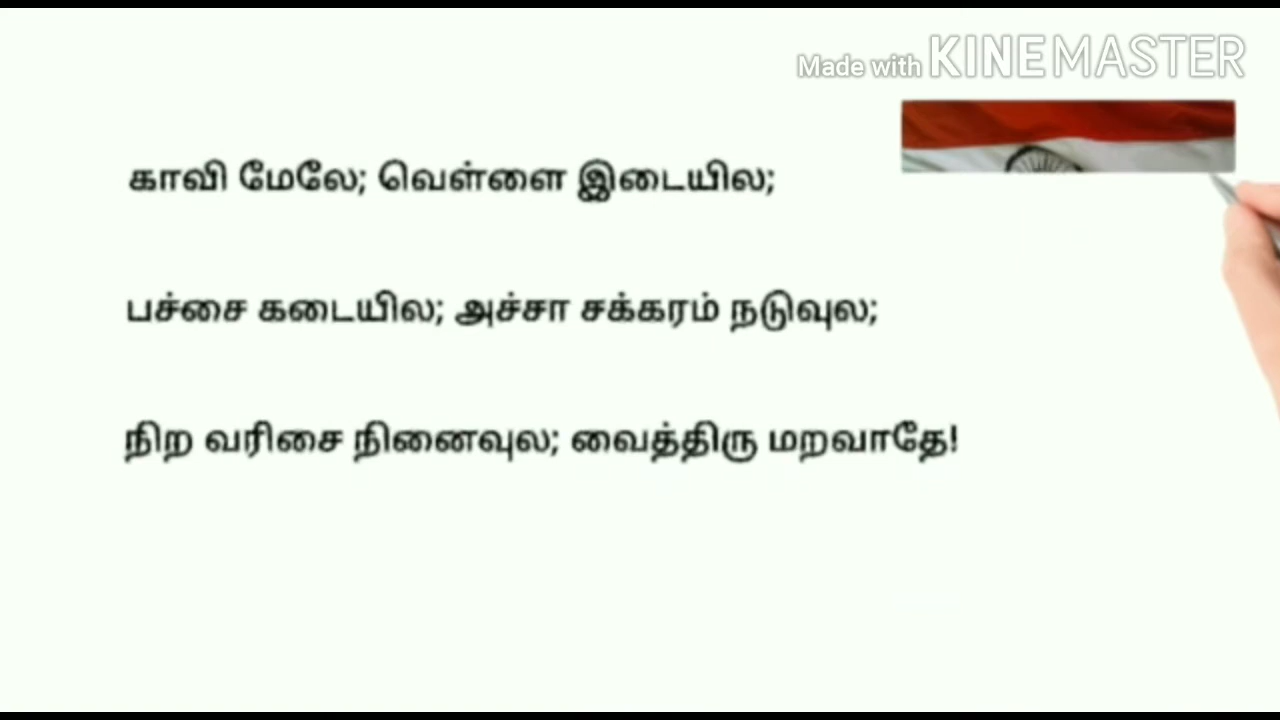 Made with KINEMASTER
காவி மேலே; வெள்ளை இடையில;
பச்சை கடையில; அச்சா சக்கரம் நடுவுல;
நிற வரிசை நினைவுல; வைத்திரு மறவாதே!